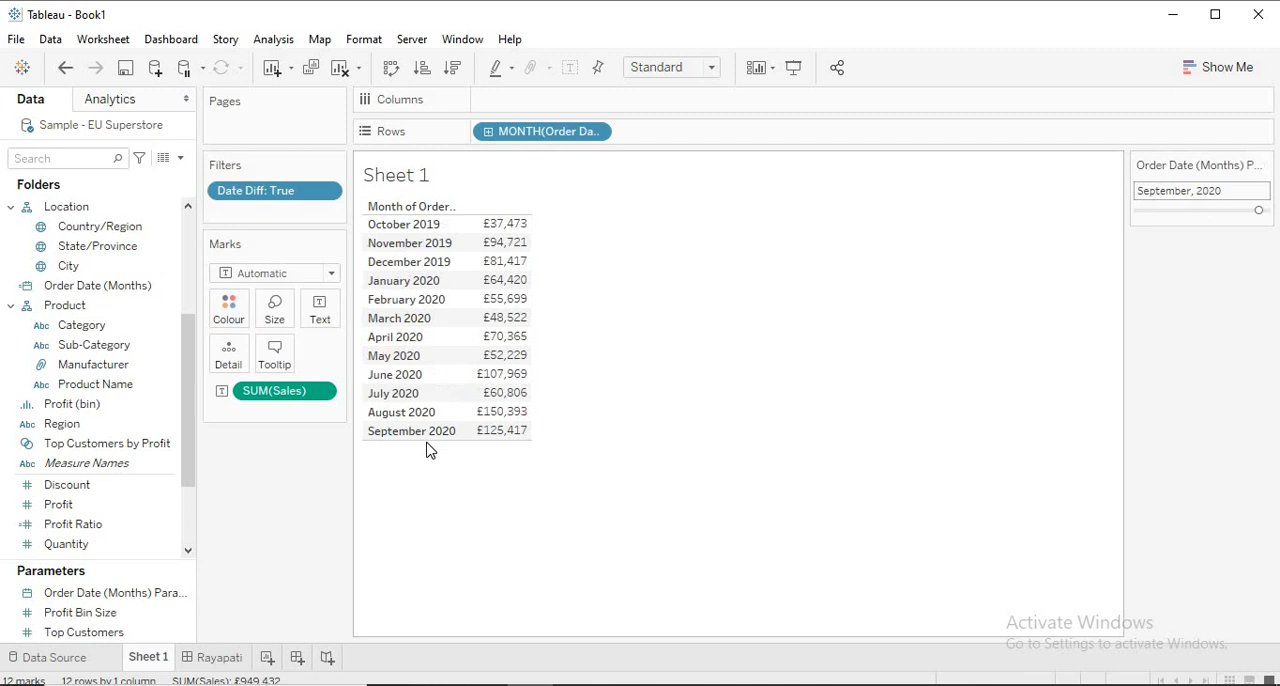 Tableau - Book1
File Data Worksheet Dashboard Story Analysis Map Format Server Window Help
Standard
Show Me
Data Analytics
Sample - EU Superstore
Search
Folders
Location
Country/Region
State/Province
City
Order Date (Months)
Product
Abc Category
Abc Sub-Category
Manufacturer
Abc Product Name
Profit (bin)
Abc Region
Top Customers by Profit
Abc Measure Names
# Discount
# Profit
=# Profit Ratio
# Quantity
Parameters
Order Date (Months) Para...
# Profit Bin Size
# Top Customers
Pages
Filters
Date Diff: True
Marks
T Automatic
Colour Size Text
Detail Tooltip
T SUM(Sales)
Columns
Rows MONTH(Order Da..
Sheet 1
Month of Order..
October 2019 £37,473
November 2019 £94,721
December 2019 £81,417
January 2020 £64,420
February 2020 £55,699
March 2020 £48,522
April 2020 £70,365
May 2020 £52,229
June 2020 £107,969
July 2020 £60,806
August 2020 £150,393
September 2020 £125,417
Order Date (Months) P...
September, 2020
Activate Windows
Go to Settings to activate Windows.
Data Source Sheet 1 Rayapati
12 marks 12 rows by 1 column SUM(Sales): £949,432